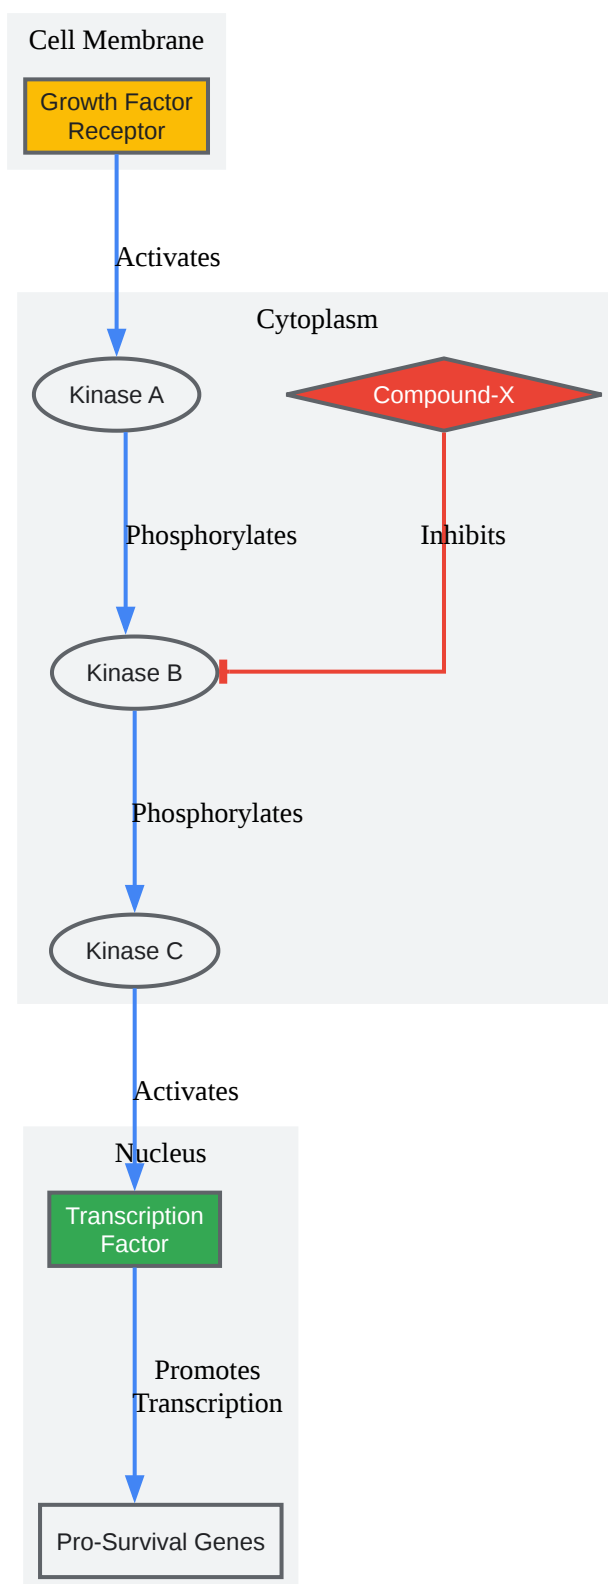 Cell Membrane
Growth Factor
Receptor
Activates
Cytoplasm
Kinase A
Compound-X
Phosphorylates
Inhibits
Kinase B
Phosphorylates
Kinase C
Activates
Nucleus
Transcription
Factor
Promotes
Transcription
Pro-Survival Genes